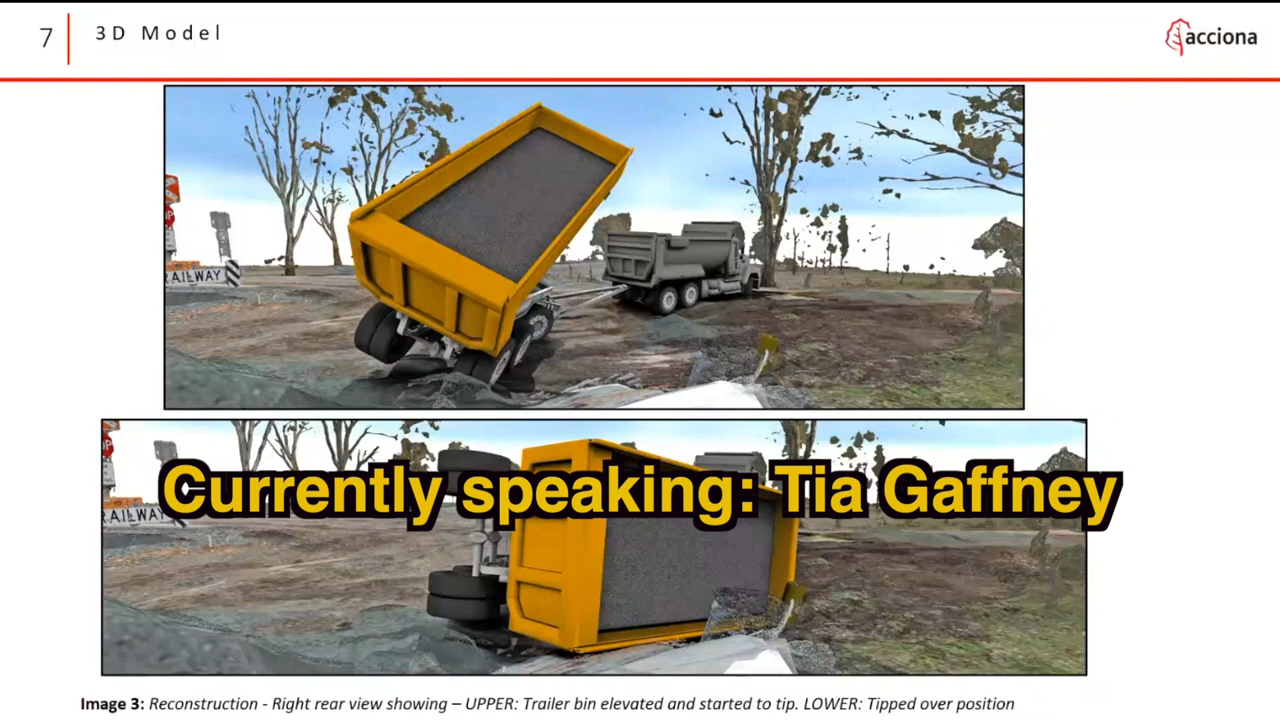 7
3D Model
acciona
RAILWAY
RAILWAY
Currently speaking: Tia Gaffney
Image 3: Reconstruction - Right rear view showing – UPPER: Trailer bin elevated and started to tip. LOWER: Tipped over position